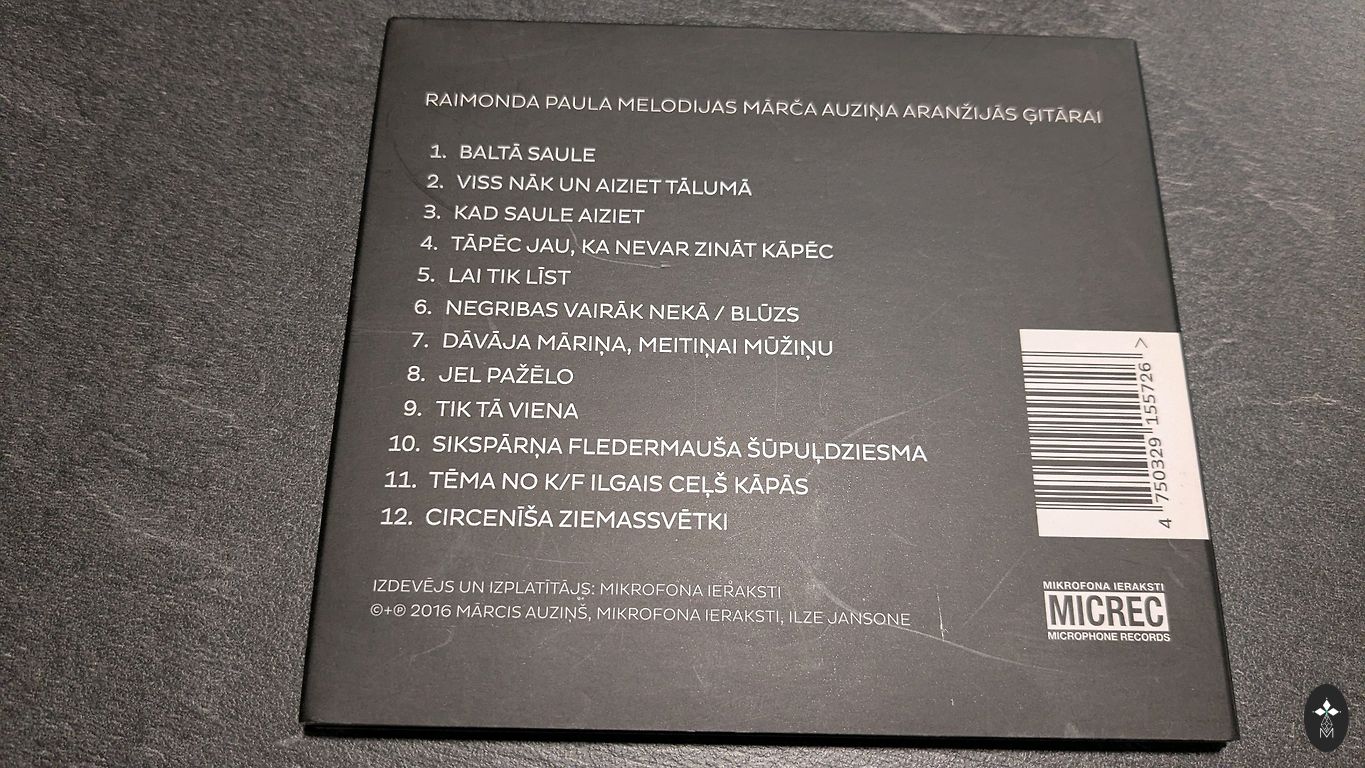 RAIMONDA PAULA MELODIJAS MĀRČA AUZIŅA ARANŽIJĀS ĢITĀRAI
1. BALTĀ SAULE
2. VISS NĀK UN AIZIET TĀLUMĀ
3. KAD SAULE AIZIET
4. TĀPĒC JAU, KA NEVAR ZINĀT KĀPĒC
5. LAI TIK LĪST
6. NEGRIBAS VAIRĀK NEKĀ / BLŪZS
7. DĀVĀJA MĀRIŅA, MEITIŅAI MŪŽIŅU
8. JEL PAŽĒLO
9. TIK TĀ VIENA
10. SIKSPĀRŅA FLEDERMAUŠA ŠŪPUĻDZIESMA
11. TĒMA NO K/F ILGAIS CEĻŠ KĀPĀS
12. CIRCENĪŠA ZIEMASSVĒTKI
4 750329 155726 >
IZDEVĒJS UN IZPLATĪTĀJS: MIKROFONA IERAKSTI
©+℗ 2016 MĀRCIS AUZIŅŠ, MIKROFONA IERAKSTI, ILZE JANSONE
MIKROFONA IERAKSTI
MICREC
MICROPHONE RECORDS
M